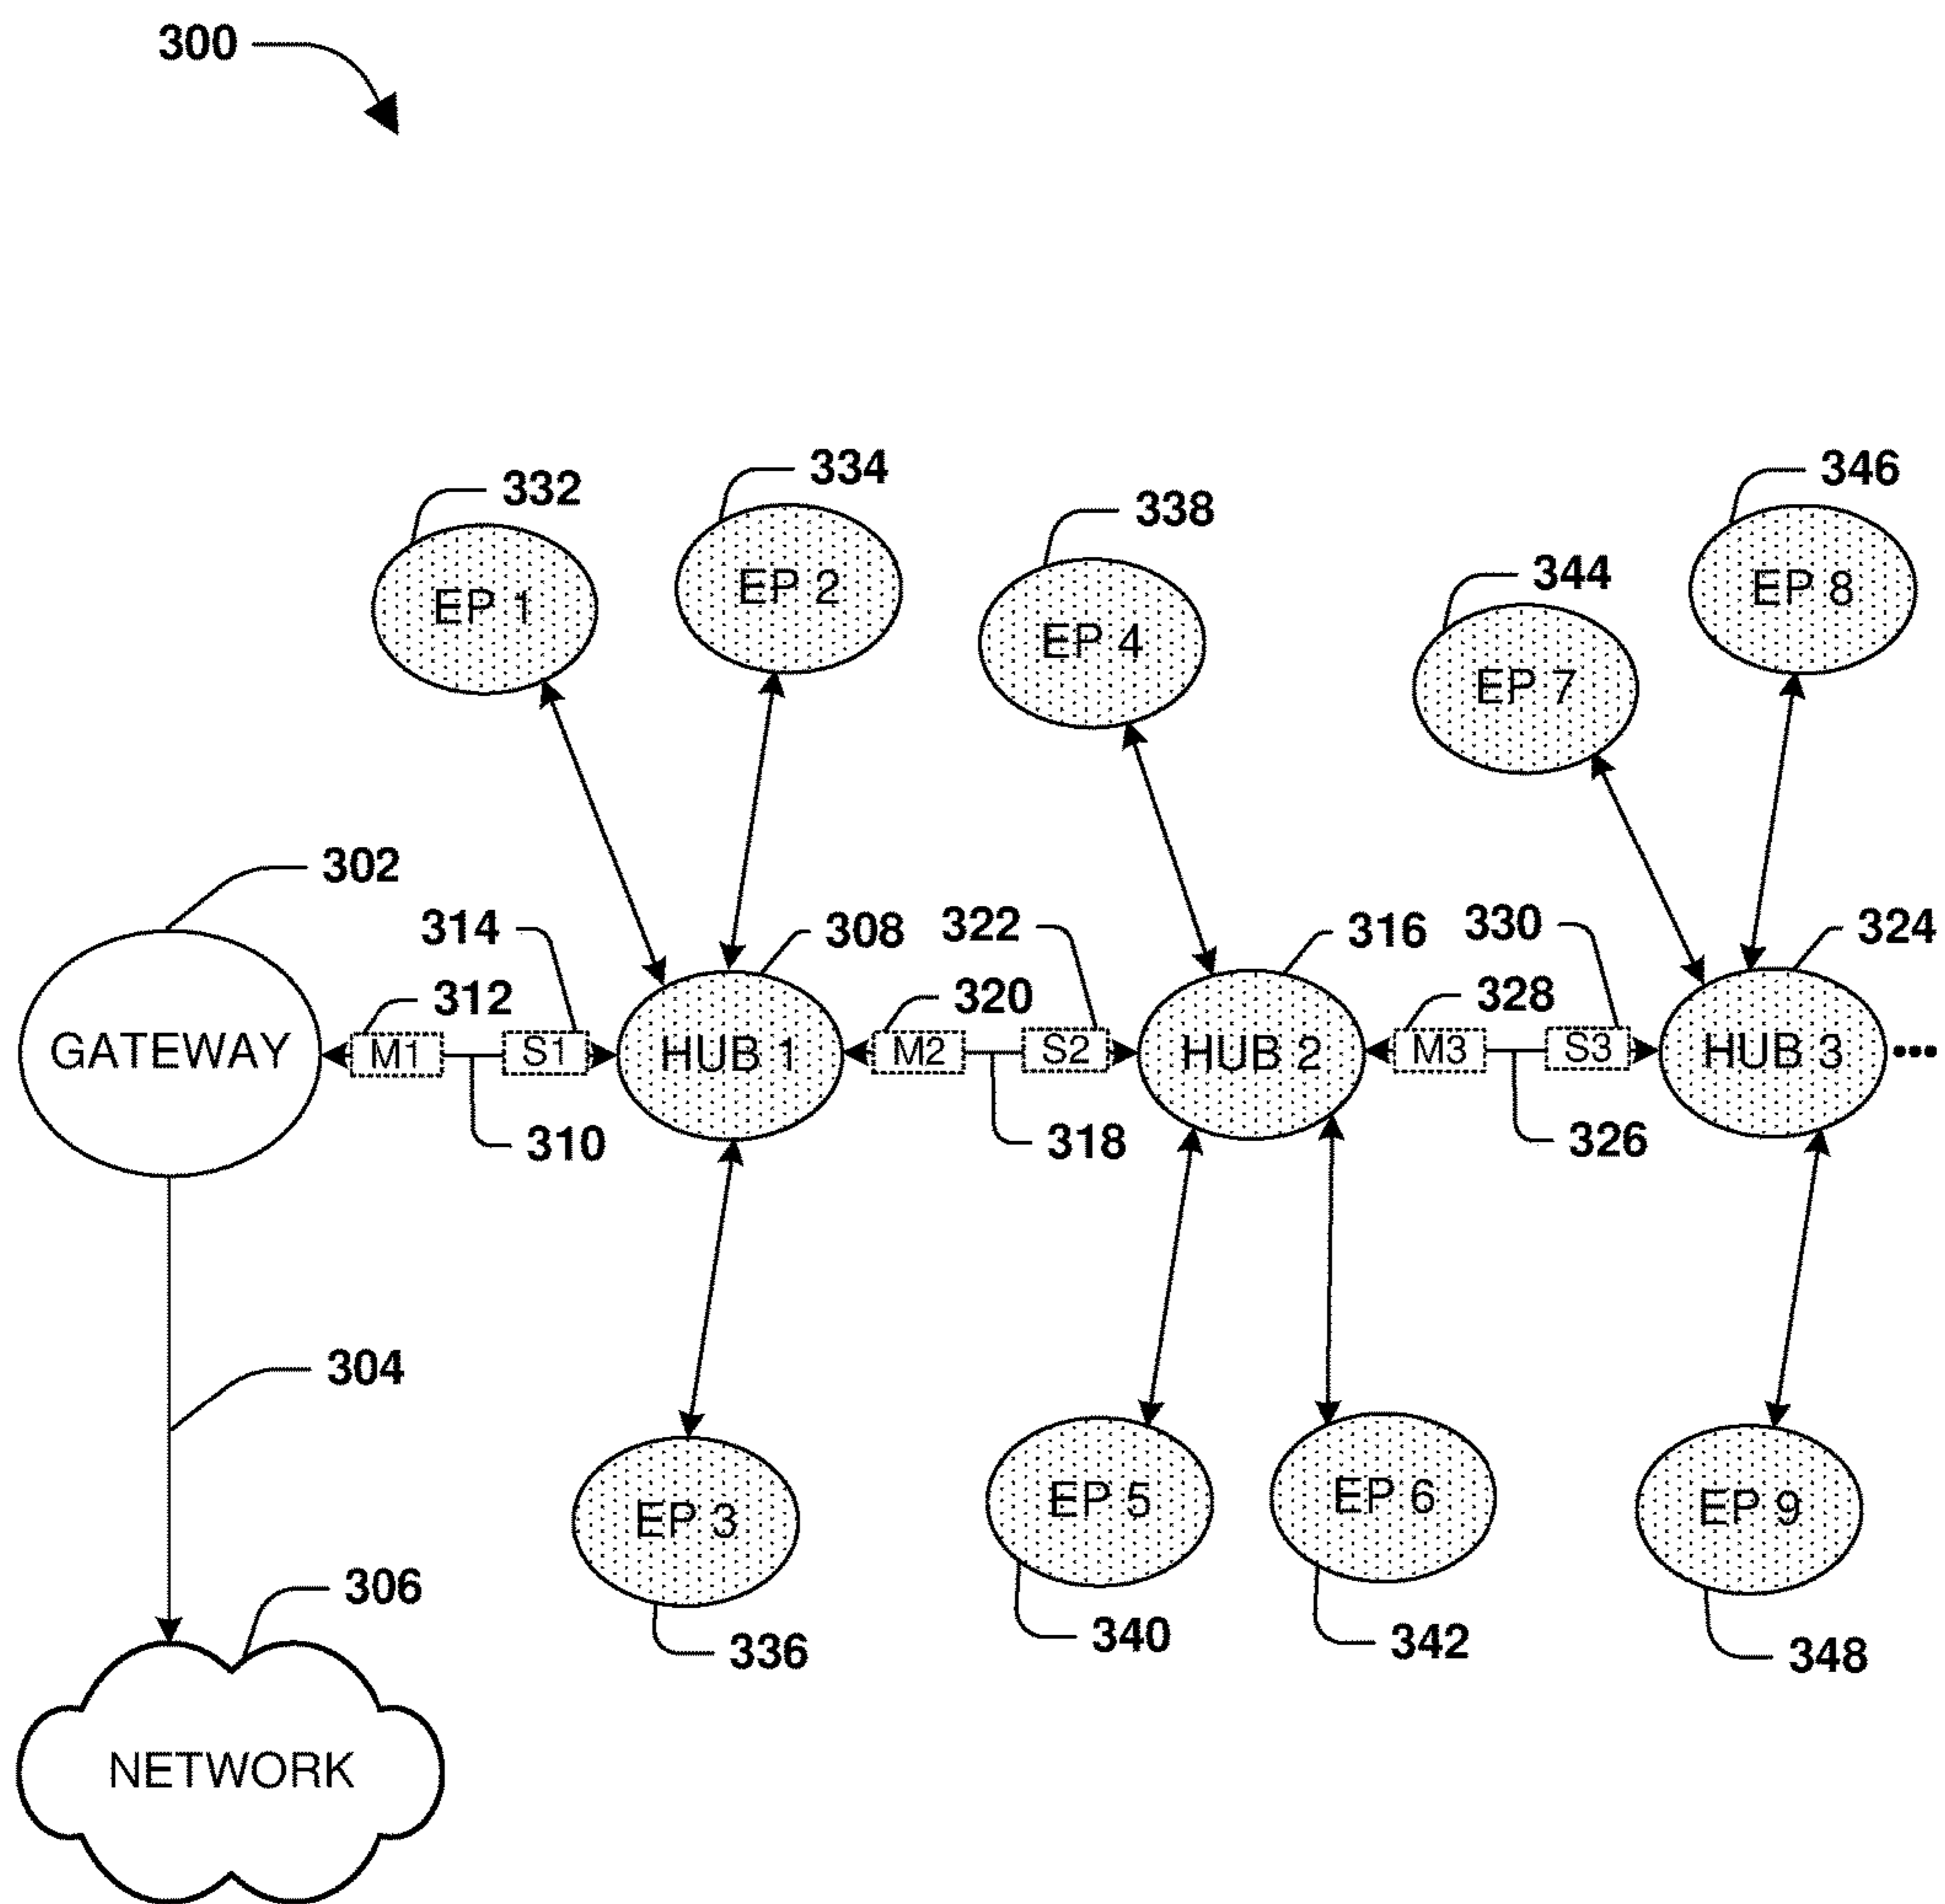 300
332
334
338
346
344
EP 1
EP 2
EP 4
EP 7
EP 8
302
314
308
322
316
330
324
312
320
328
GATEWAY
M1
S1
HUB 1
M2
S2
HUB 2
M3
S3
HUB 3
•••
310
318
326
304
EP 3
EP 5
EP 6
EP 9
306
336
340
342
348
NETWORK